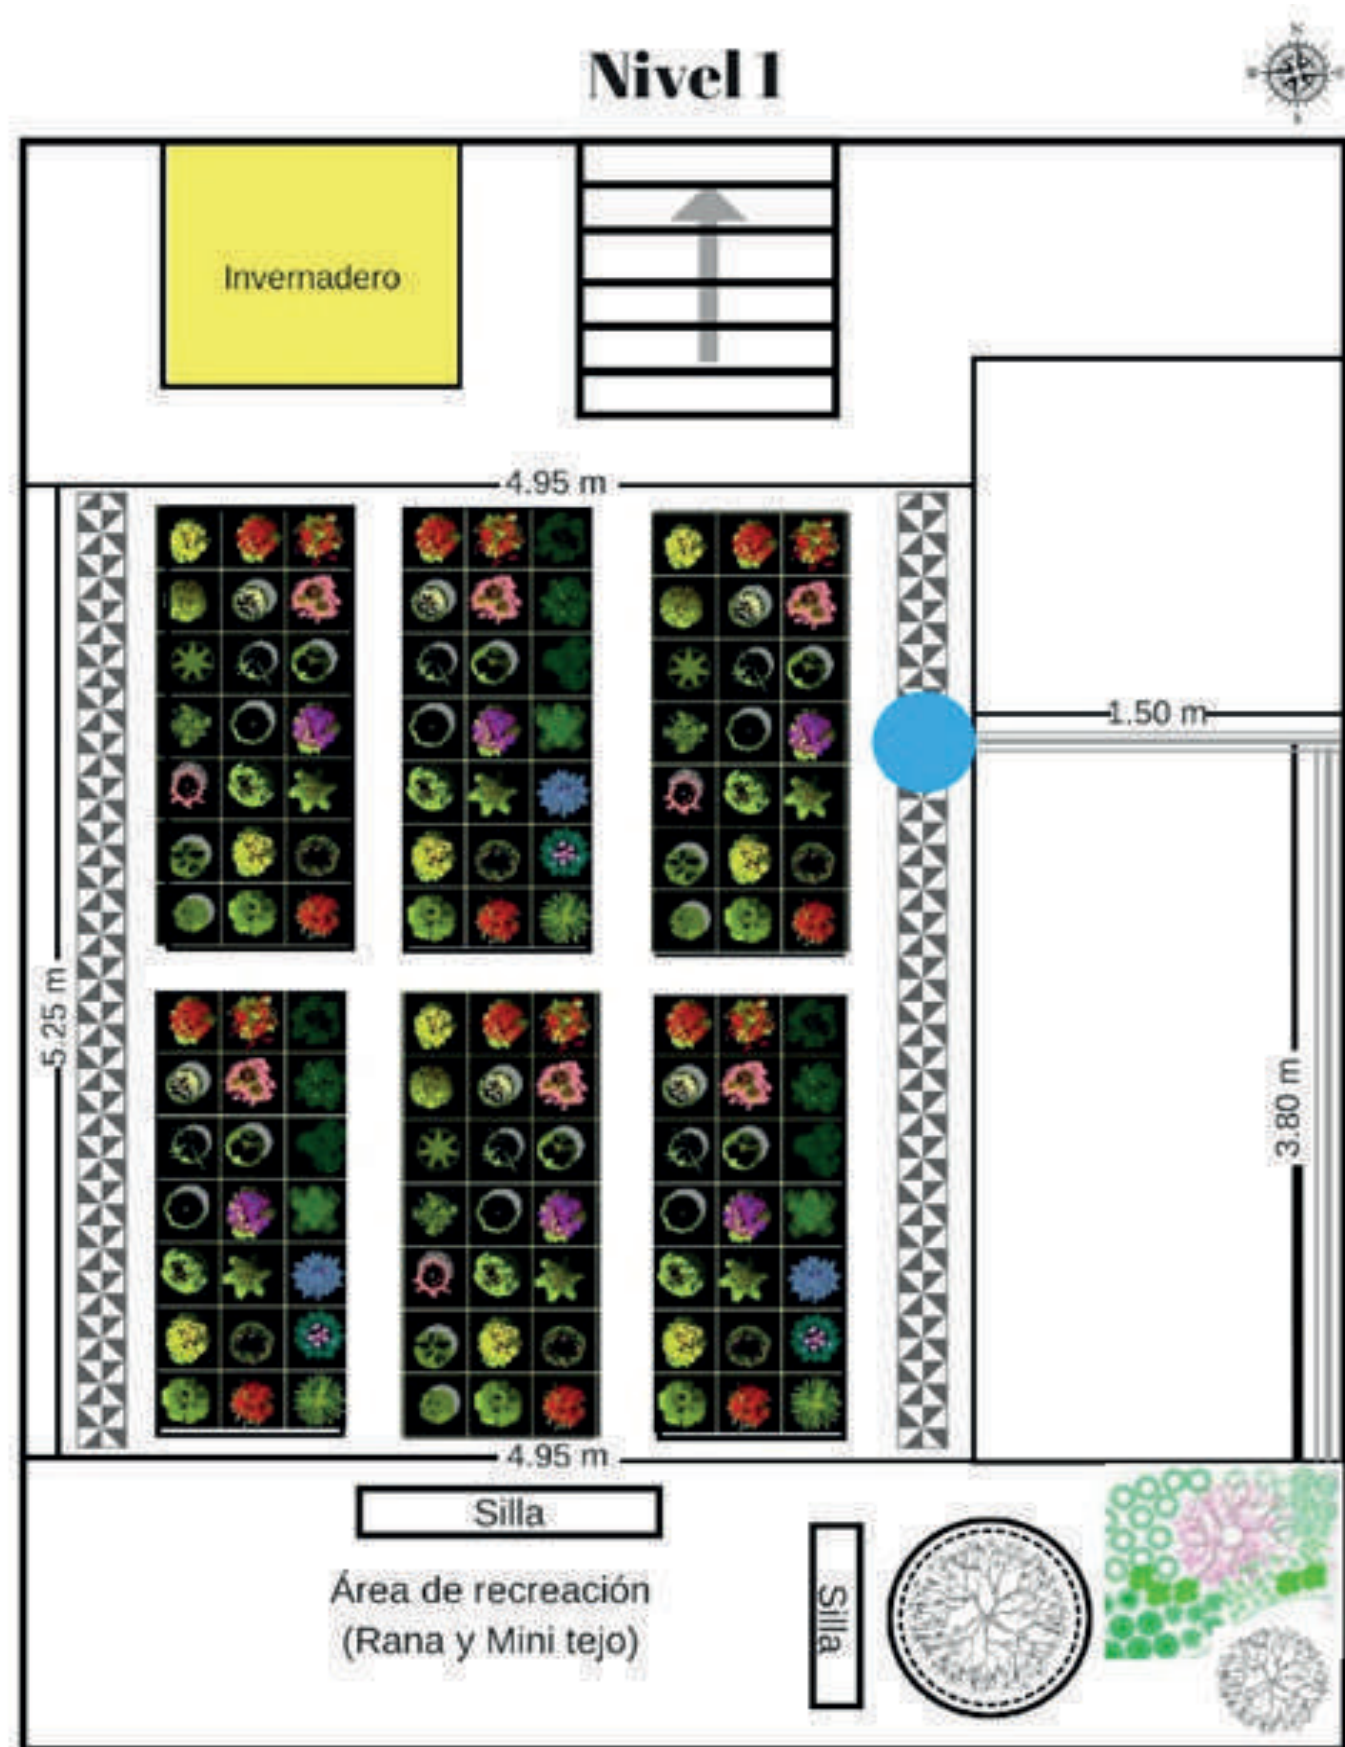 Nivel 1
Invernadero
4.95 m
1.50 m
5.25 m
3.80 m
4.95 m
Silla
Área de recreación
(Rana y Mini tejo)
Silla